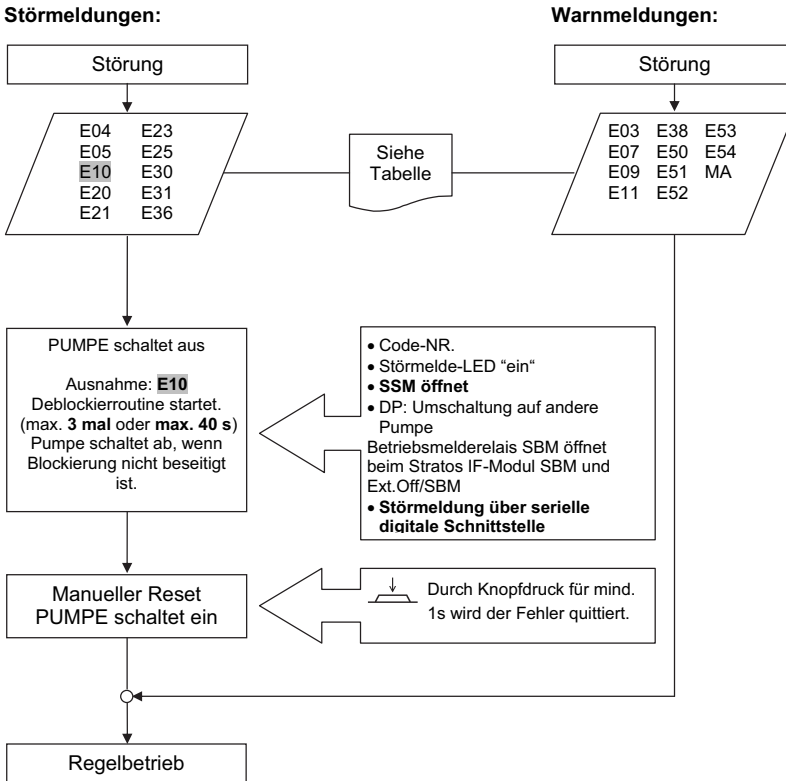 Störmeldungen:
Warnmeldungen:
Störung
Störung
E04 E23
E05 E25
E10 E30
E20 E31
E21 E36
Siehe
Tabelle
E03 E38 E53
E07 E50 E54
E09 E51 MA
E11 E52
PUMPE schaltet aus
Ausnahme: E10
Deblockierroutine startet.
(max. 3 mal oder max. 40 s)
Pumpe schaltet ab, wenn
Blockierung nicht beseitigt
ist.
• Code-NR.
• Störmelde-LED “ein“
• SSM öffnet
• DP: Umschaltung auf andere
Pumpe
Betriebsmelderelais SBM öffnet
beim Stratos IF-Modul SBM und
Ext.Off/SBM
• Störmeldung über serielle
digitale Schnittstelle
Manueller Reset
PUMPE schaltet ein
Durch Knopfdruck für mind.
1s wird der Fehler quittiert.
Regelbetrieb